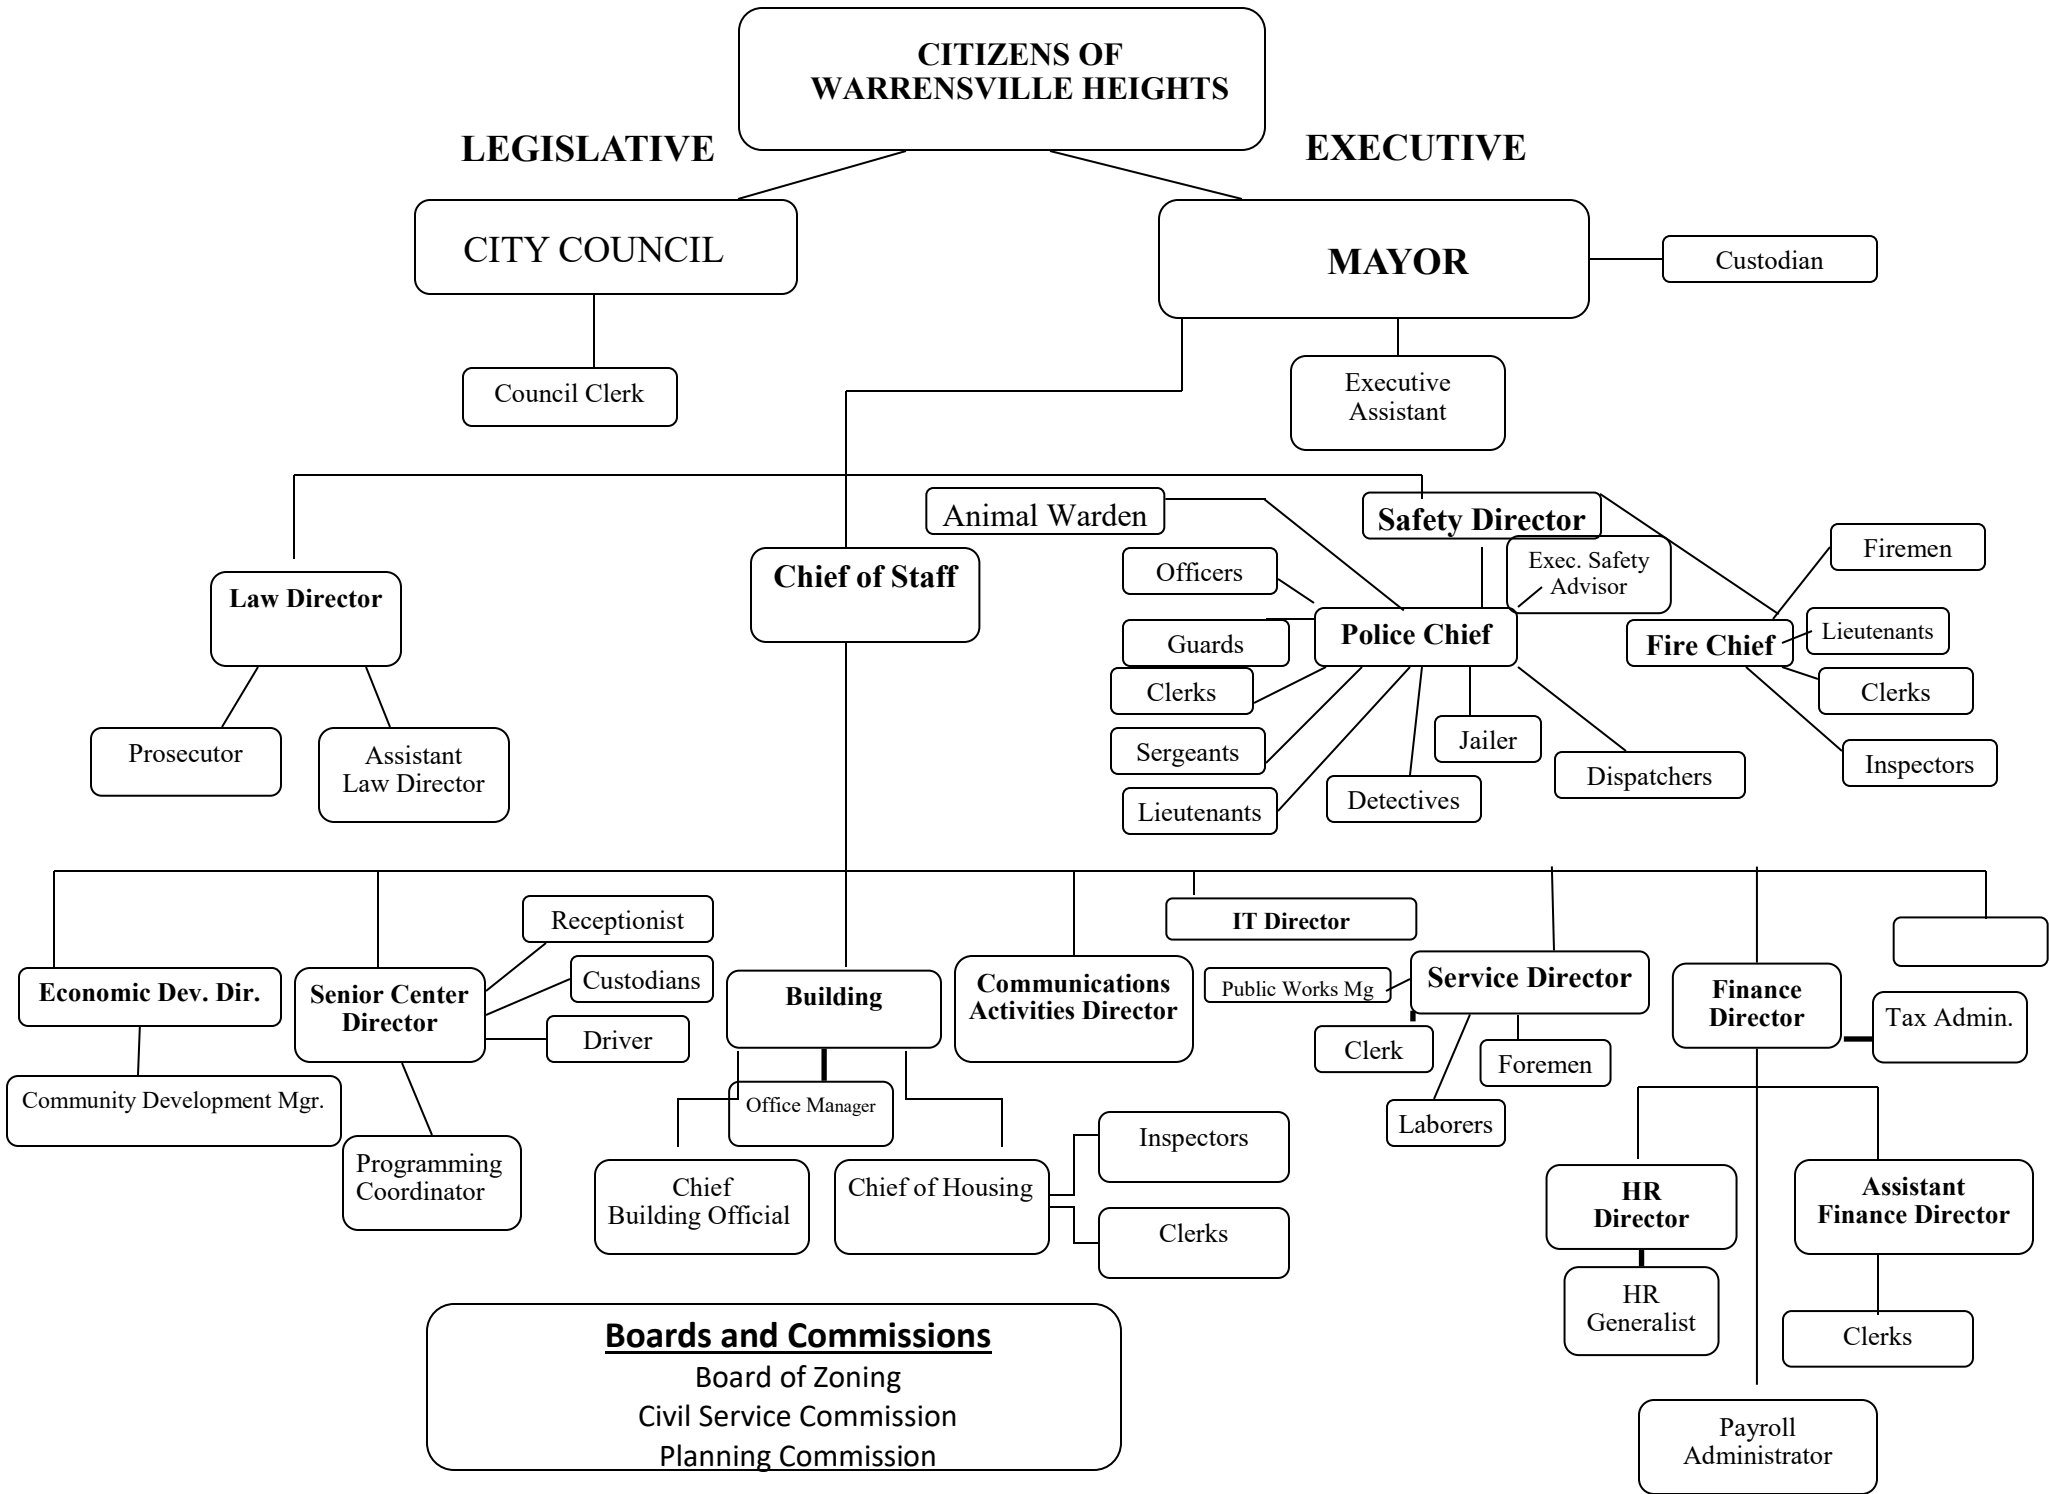 CITIZENS OF
WARRENSVILLE HEIGHTS
LEGISLATIVE
EXECUTIVE
CITY COUNCIL
MAYOR
Custodian
Council Clerk
Executive
Assistant
Animal Warden
Safety Director
Exec. Safety
Advisor
Firemen
Officers
Law Director
Chief of Staff
Guards
Police Chief
Fire Chief
Lieutenants
Clerks
Clerks
Prosecutor
Assistant
Law Director
Sergeants
Jailer
Dispatchers
Inspectors
Lieutenants
Detectives
Receptionist
IT Director
Economic Dev. Dir.
Senior Center
Director
Custodians
Driver
Building
Communications
Activities Director
Public Works Mg
Service Director
Finance
Director
Tax Admin.
Clerk
Foremen
Laborers
Community Development Mgr.
Programming
Coordinator
Office Manager
Chief
Building Official
Chief of Housing
Inspectors
Clerks
HR
Director
Assistant
Finance Director
HR
Generalist
Clerks
Payroll
Administrator
Boards and Commissions
Board of Zoning
Civil Service Commission
Planning Commission